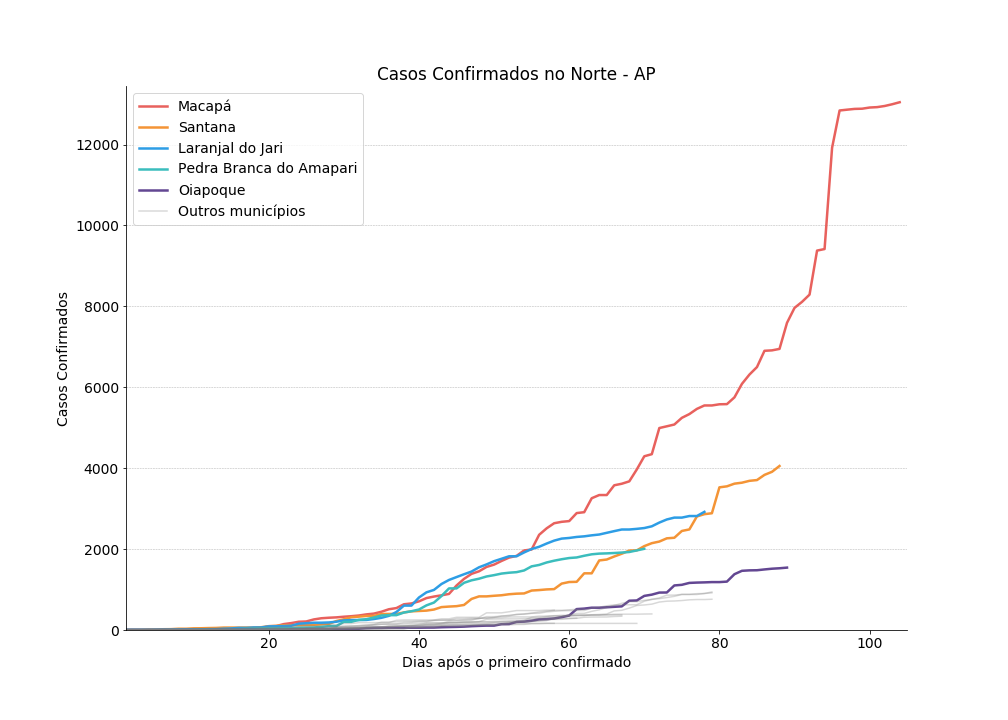 Casos Confirmados no Norte - AP
Macapá
Santana
Laranjal do Jari
Pedra Branca do Amapari
Oiapoque
Outros municípios
12000
10000
8000
6000
4000
2000
0
Casos Confirmados
20
40
60
80
100
Dias após o primeiro confirmado